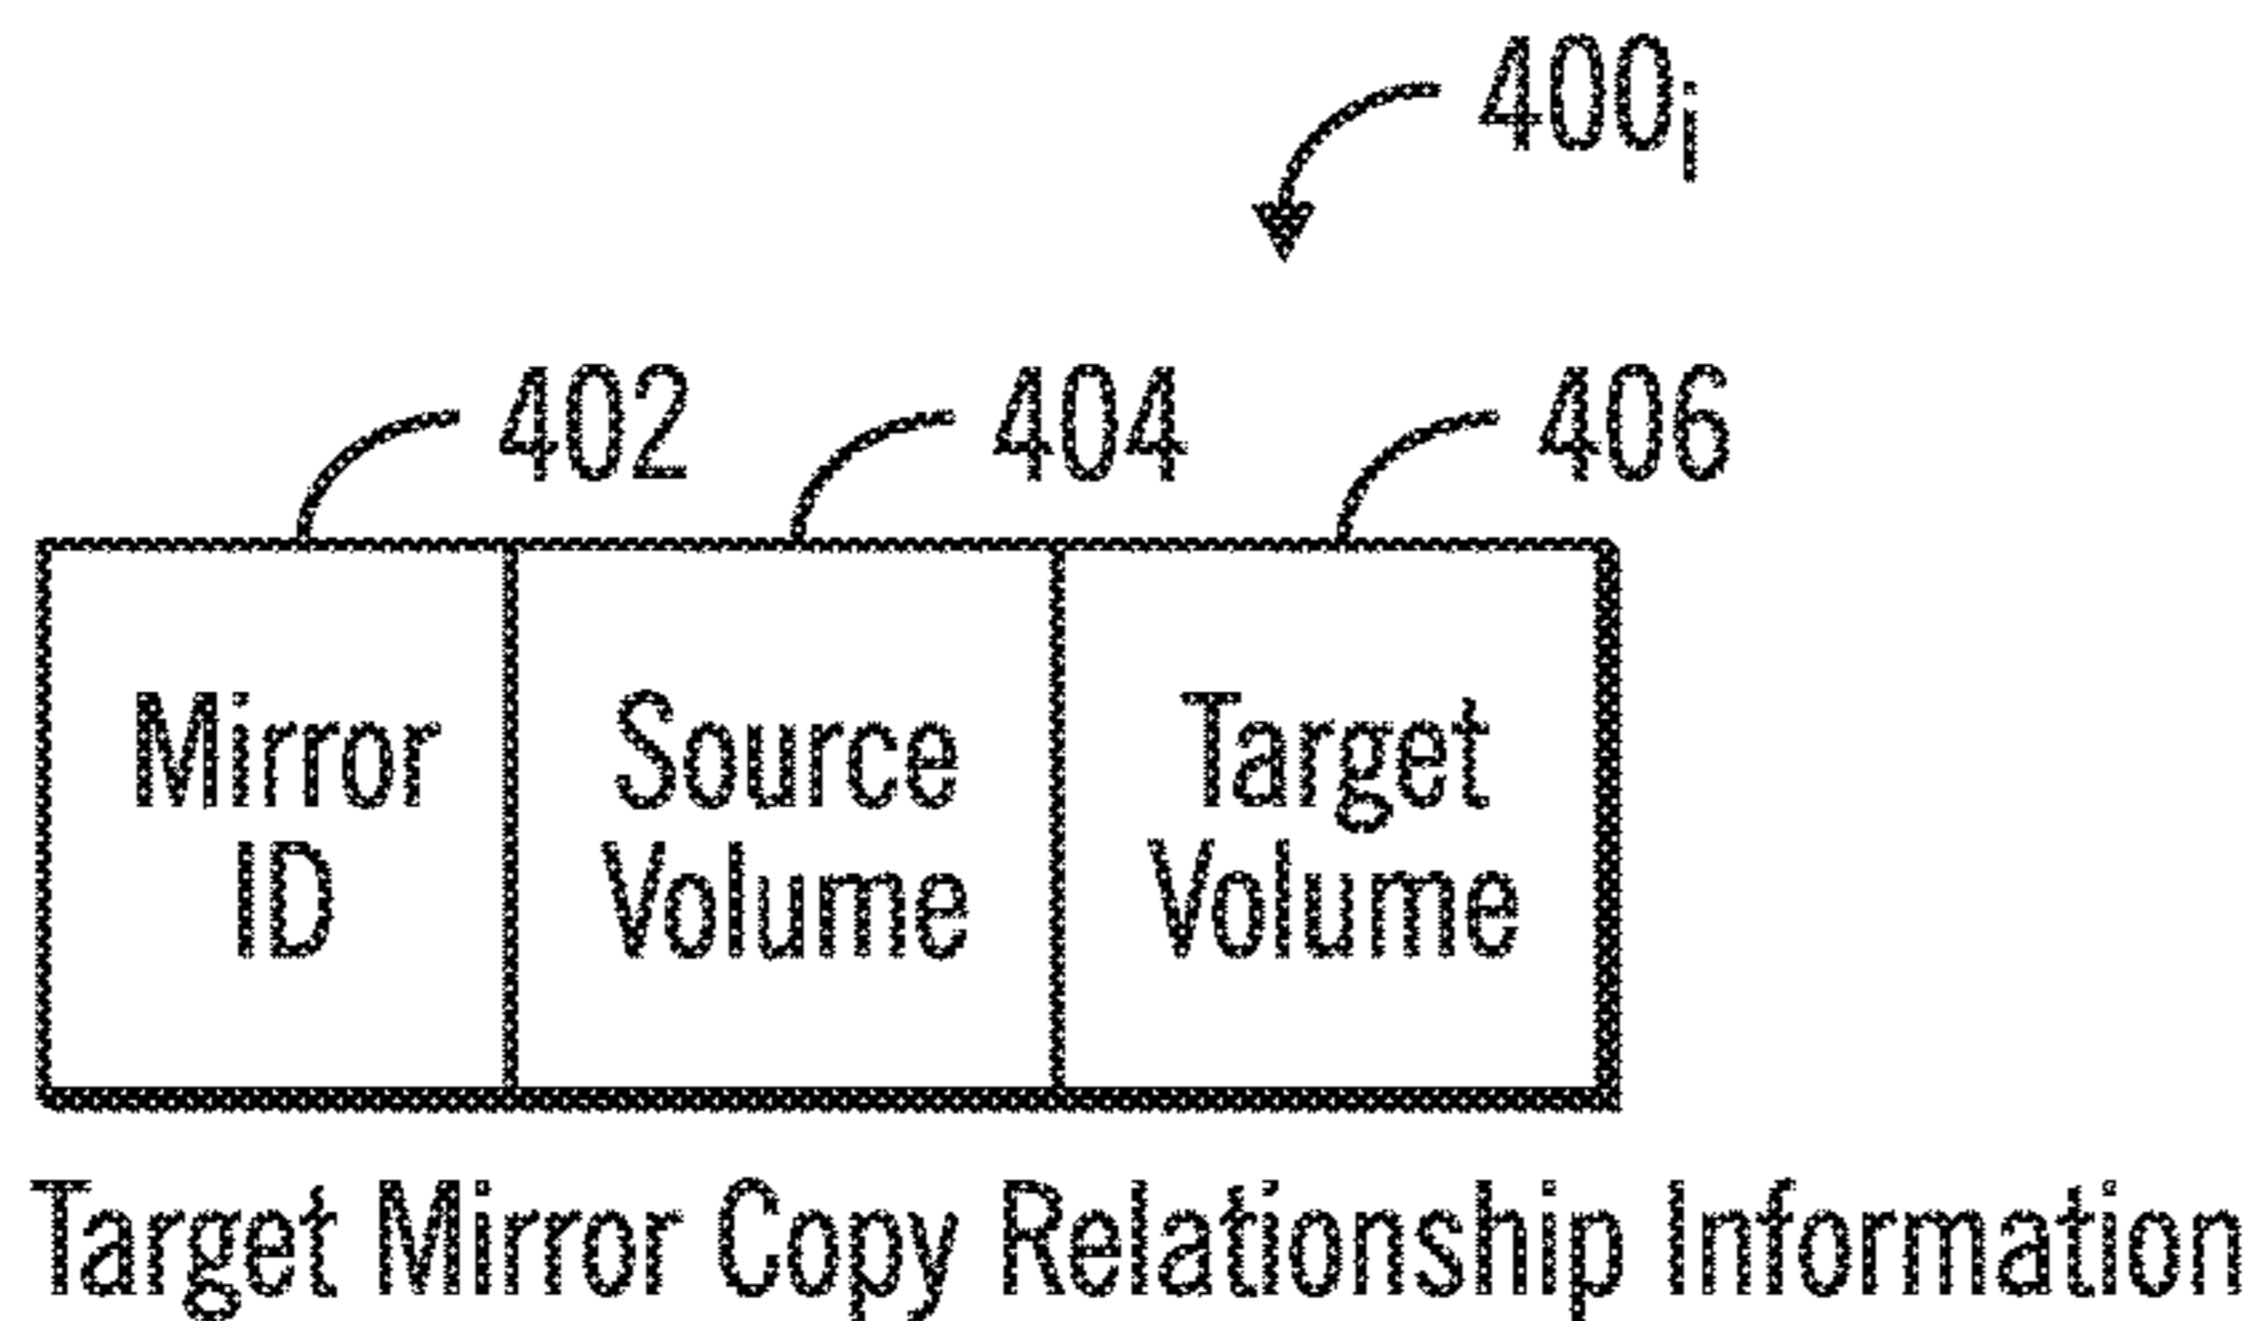 400i
402 404 406
Mirror
ID
Source
Volume
Target
Volume
Target Mirror Copy Relationship Information